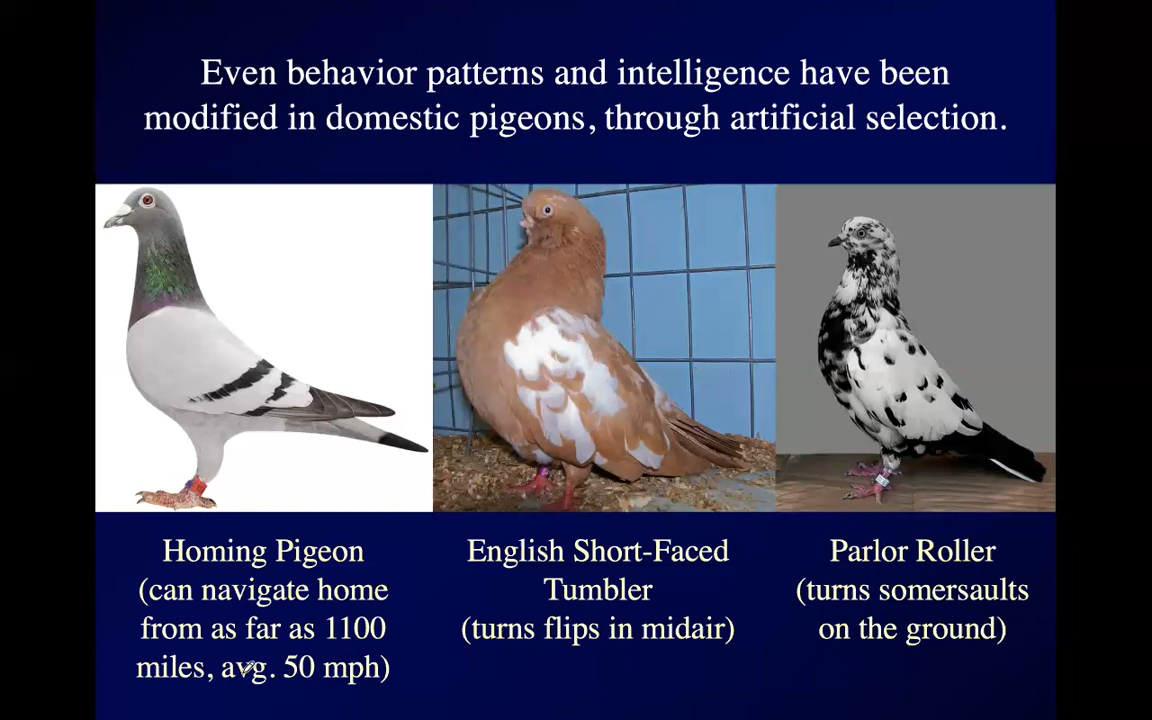 Even behavior patterns and intelligence have been
modified in domestic pigeons, through artificial selection.
Homing Pigeon
(can navigate home
from as far as 1100
miles, avg. 50 mph)
English Short-Faced
Tumbler
(turns flips in midair)
Parlor Roller
(turns somersaults
on the ground)